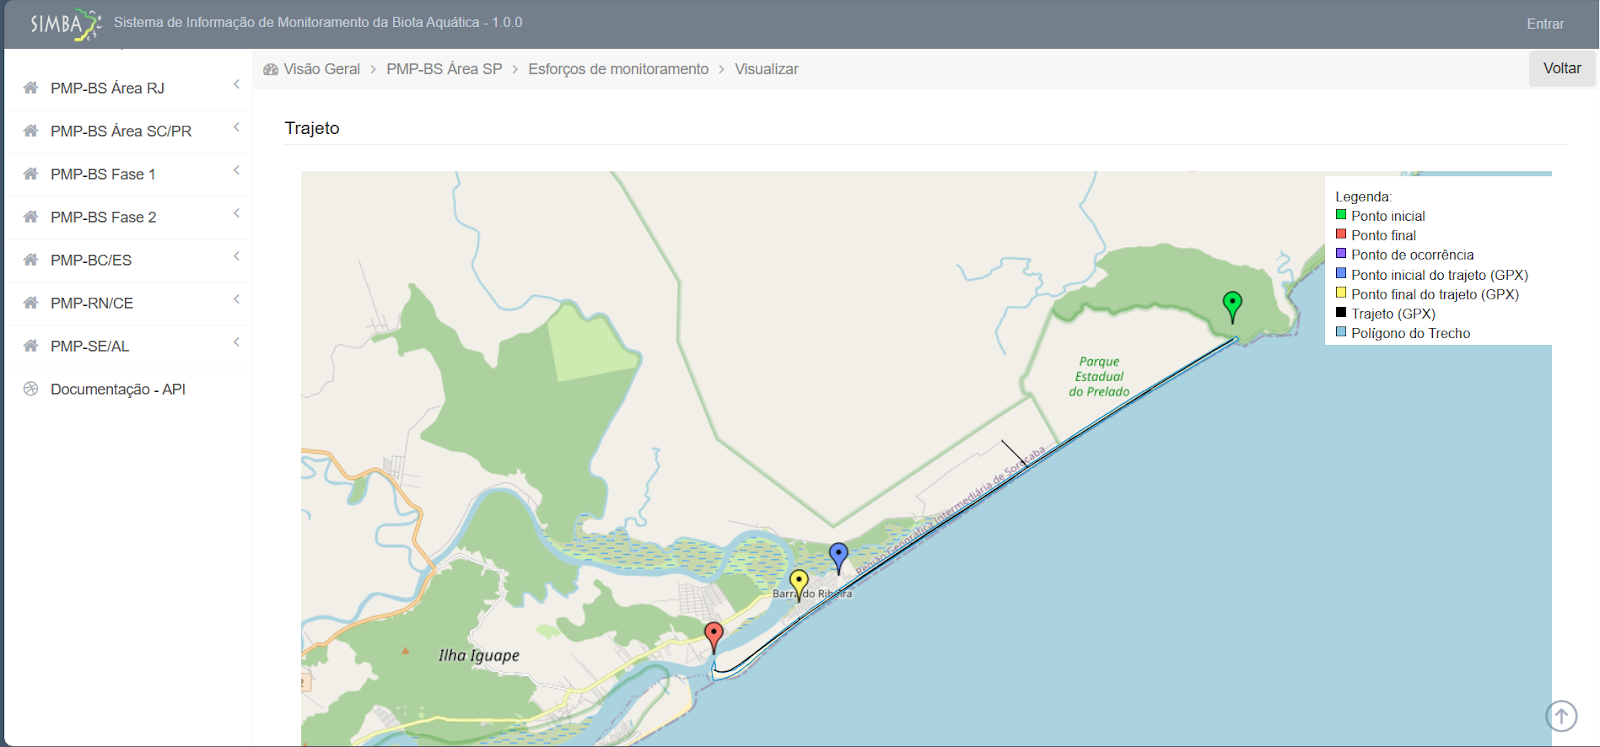 SIMBA Sistema de Informação de Monitoramento da Biota Aquática - 1.0.0 Entrar
Visão Geral > PMP-BS Área SP > Esforços de monitoramento > Visualizar Voltar
PMP-BS Área RJ
PMP-BS Área SC/PR
PMP-BS Fase 1
PMP-BS Fase 2
PMP-BC/ES
PMP-RN/CE
PMP-SE/AL
Documentação - API
Trajeto
Legenda:
Ponto inicial
Ponto final
Ponto de ocorrência
Ponto inicial do trajeto (GPX)
Ponto final do trajeto (GPX)
Trajeto (GPX)
Polígono do Trecho
Parque
Estadual
do Prelado
Região Geográfica Intermediária de Sorocaba
Barra do Ribeira
Ilha Iguape
2